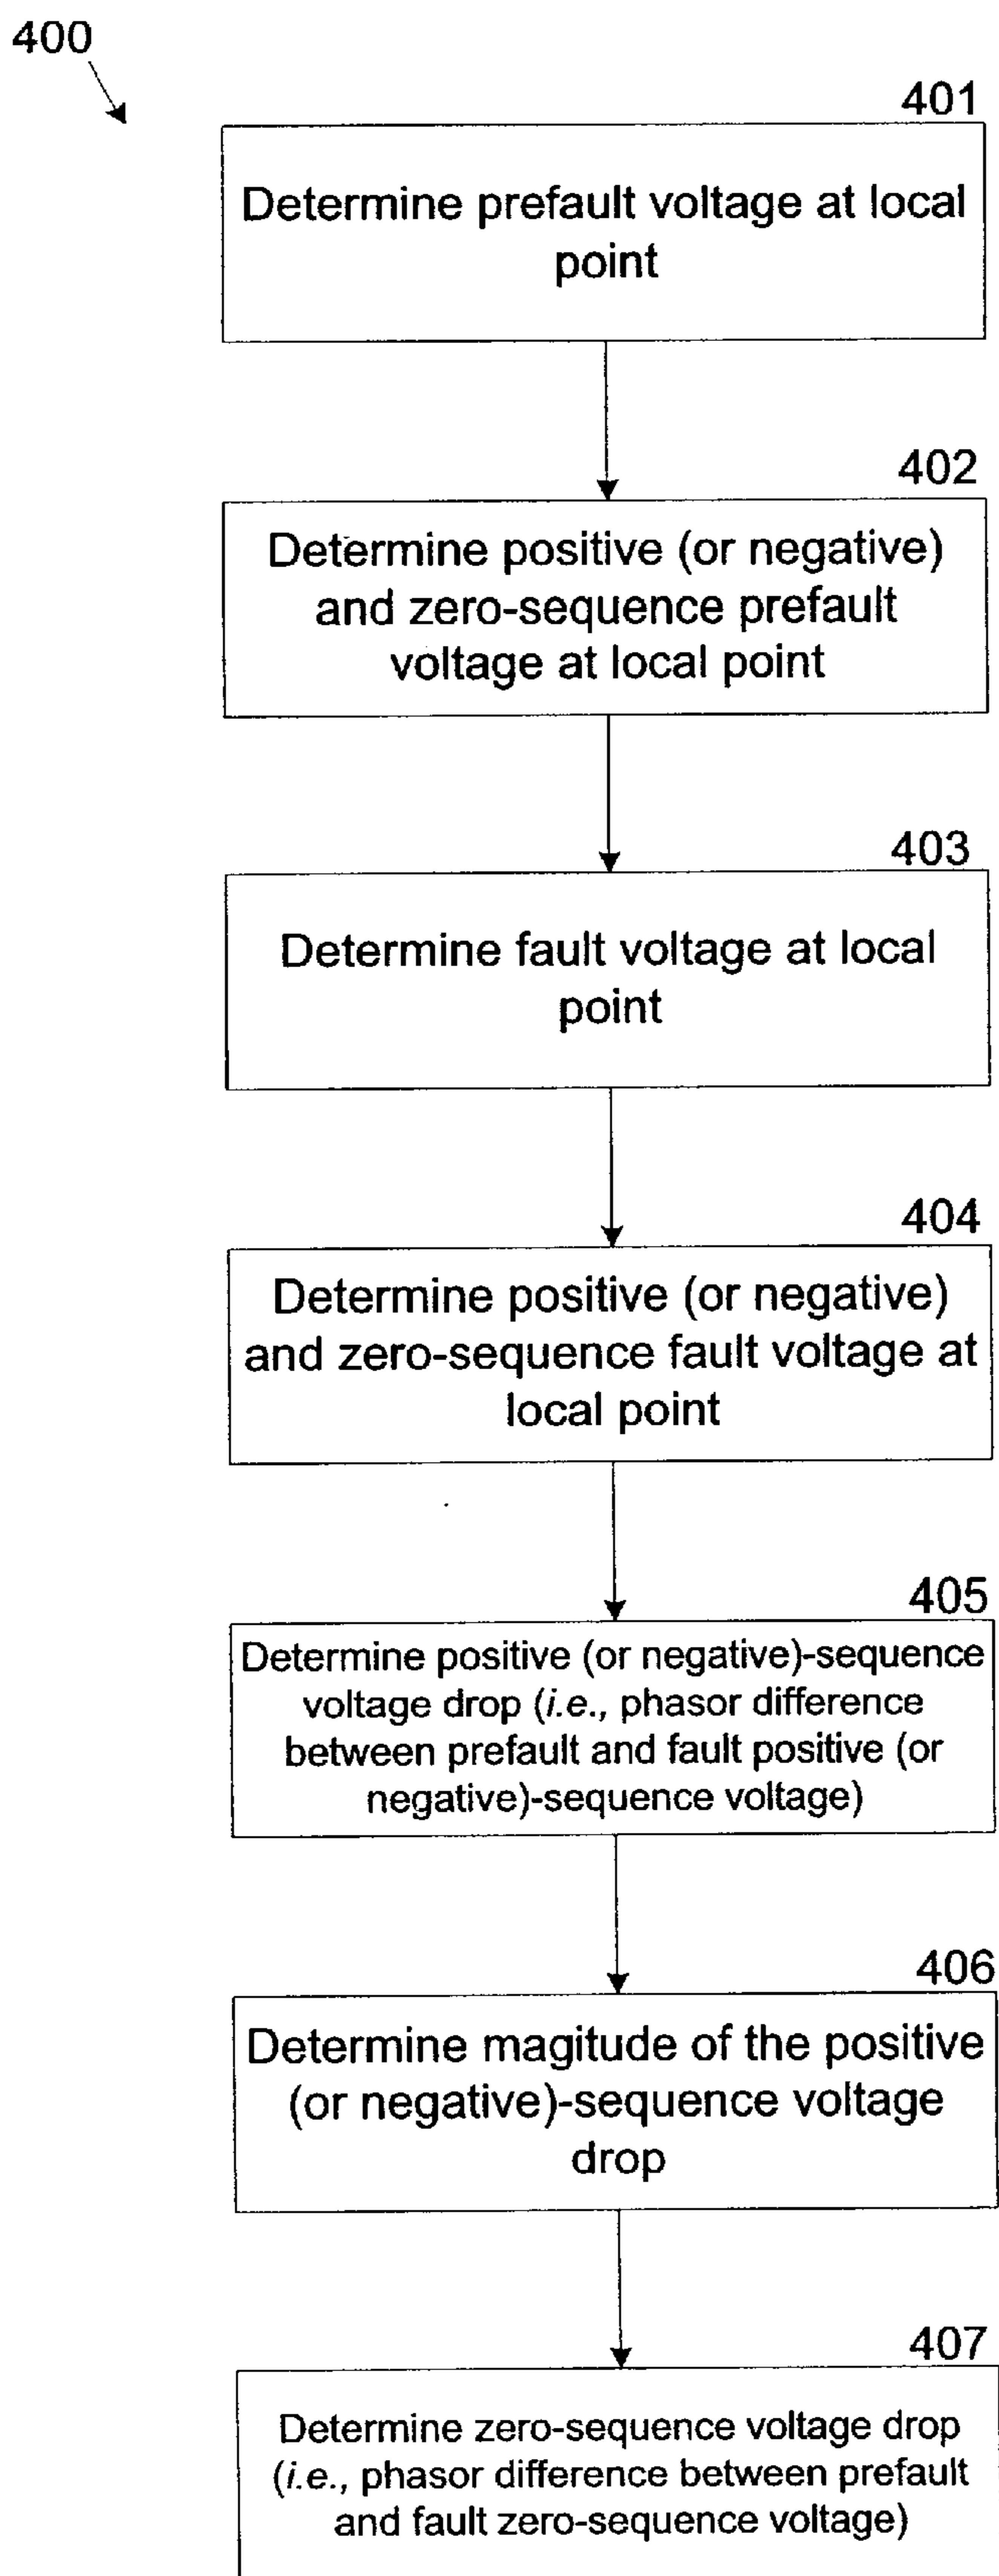 400
401
Determine prefault voltage at local
point
402
Determine positive (or negative)
and zero-sequence prefault
voltage at local point
403
Determine fault voltage at local
point
404
Determine positive (or negative)
and zero-sequence fault voltage at
local point
405
Determine positive (or negative)-sequence
voltage drop (i.e., phasor difference
between prefault and fault positive (or
negative)-sequence voltage)
406
Determine magitude of the positive
(or negative)-sequence voltage
drop
407
Determine zero-sequence voltage drop
(i.e., phasor difference between prefault
and fault zero-sequence voltage)